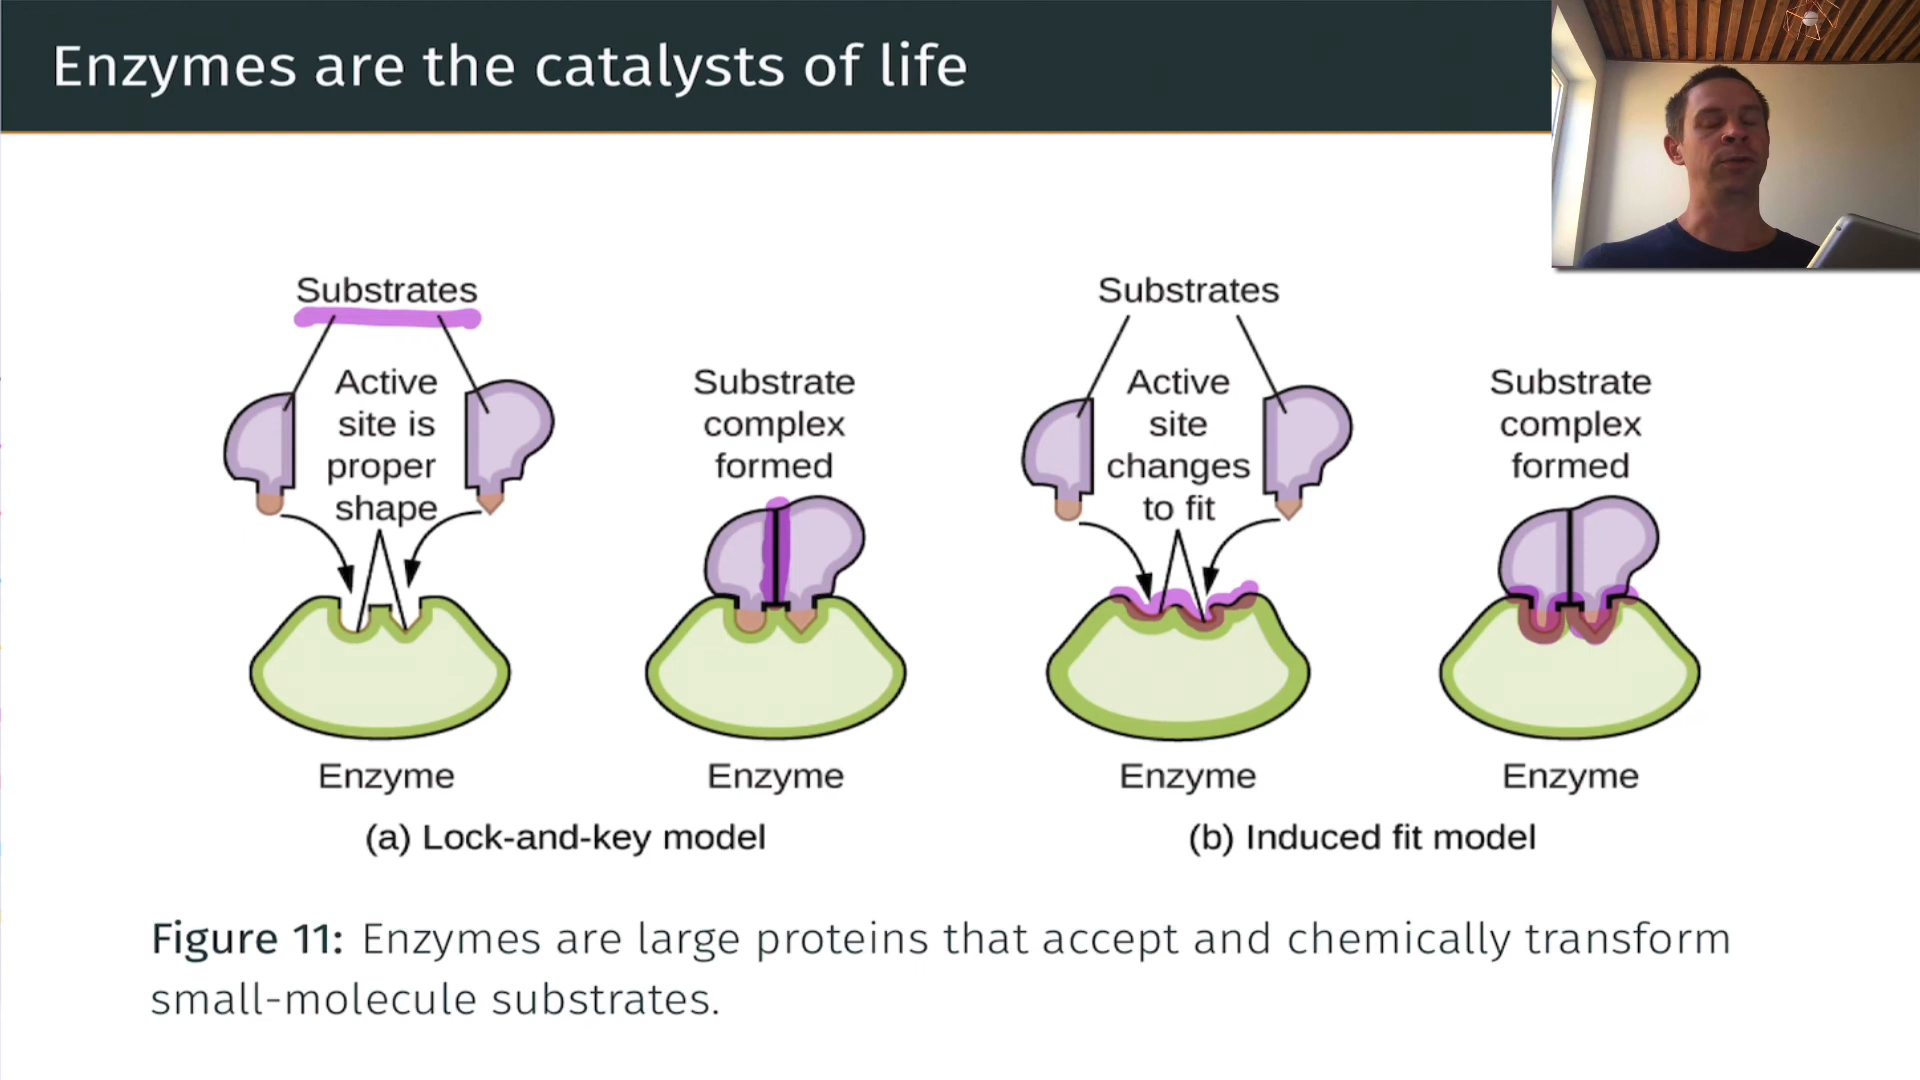 Enzymes are the catalysts of life
Substrates
Active
site is
proper
shape
Substrate
complex
formed
Enzyme
Enzyme
(a) Lock-and-key model
Substrates
Active
site
changes
to fit
Substrate
complex
formed
Enzyme
Enzyme
(b) Induced fit model
Figure 11: Enzymes are large proteins that accept and chemically transform
small-molecule substrates.